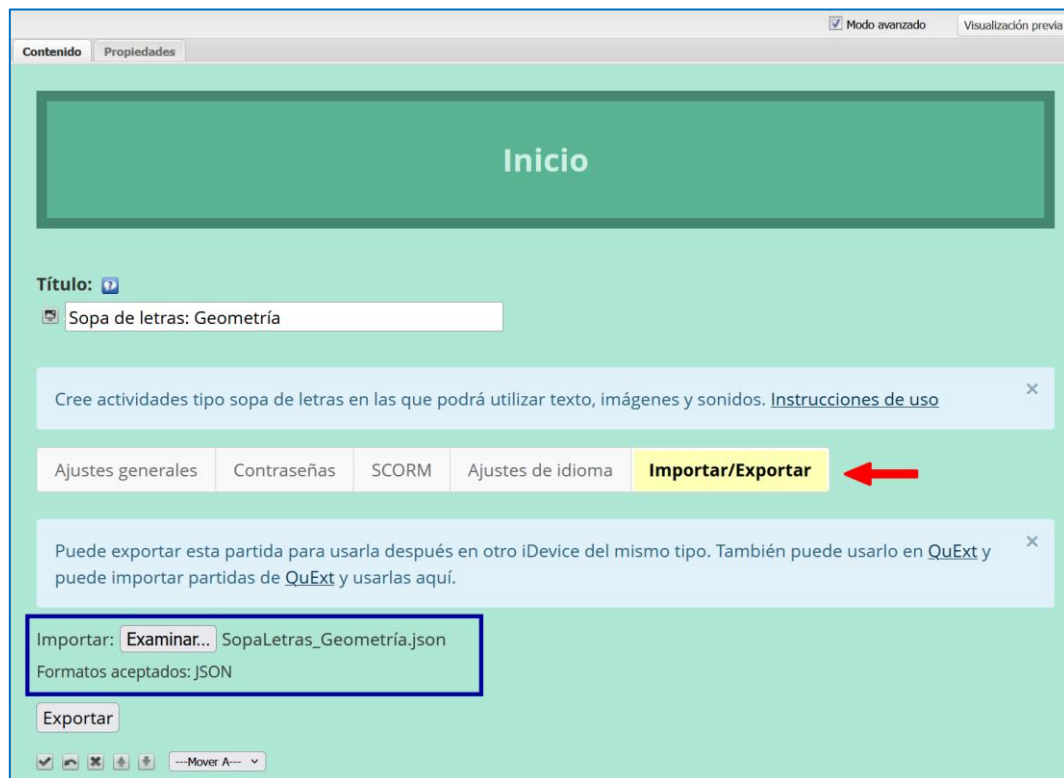 Modo avanzado
Visualización previa
Contenido
Propiedades
Inicio
Título:
Sopa de letras: Geometría
Cree actividades tipo sopa de letras en las que podrá utilizar texto, imágenes y sonidos. Instrucciones de uso
×
Ajustes generales
Contraseñas
SCORM
Ajustes de idioma
Importar/Exportar
Puede exportar esta partida para usarla después en otro iDevice del mismo tipo. También puede usarlo en QuExt y
puede importar partidas de QuExt y usarlas aquí.
×
Importar: Examinar... SopaLetras_Geometría.json
Formatos aceptados: JSON
Exportar
---Mover A---